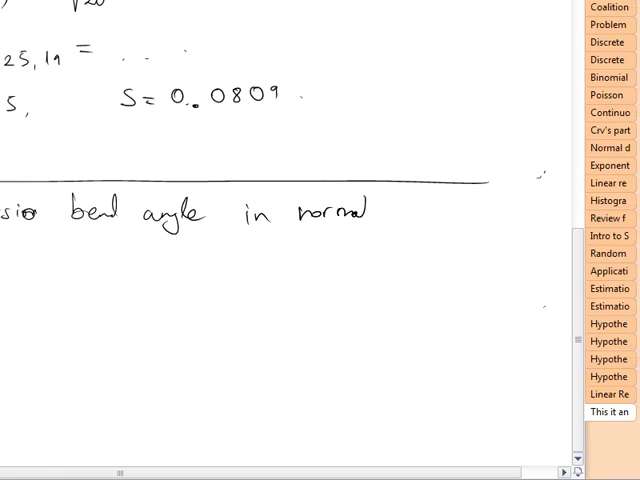 25, 19 = . . .
5, S = 0.0809
bend angle in normal
Coalition
Problem
Discrete
Discrete
Binomial
Poisson
Continuo
Crv's part
Normal d
Exponent
Linear re
Histogra
Review f
Intro to S
Random
Applicati
Estimatio
Estimatio
Hypothe
Hypothe
Hypothe
Hypothe
Linear Re
This it an